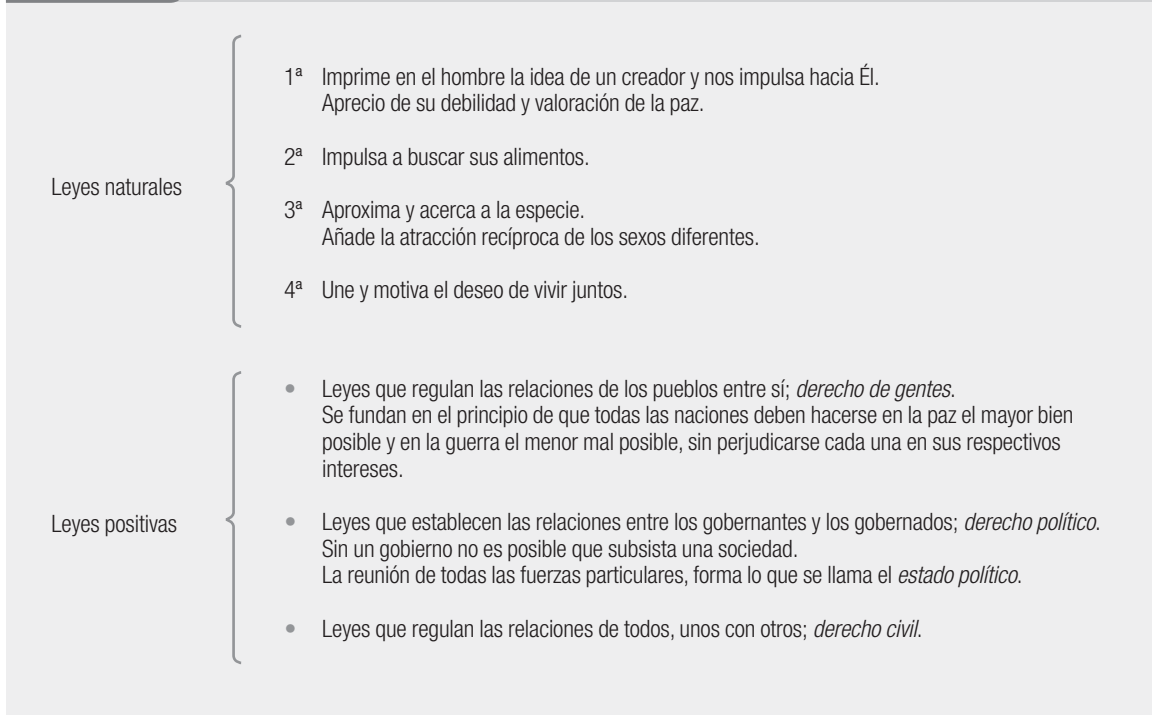 Leyes naturales
1ª Imprime en el hombre la idea de un creador y nos impulsa hacia Él.
Aprecio de su debilidad y valoración de la paz.
2ª Impulsa a buscar sus alimentos.
3ª Aproxima y acerca a la especie.
Añade la atracción recíproca de los sexos diferentes.
4ª Une y motiva el deseo de vivir juntos.
Leyes positivas
• Leyes que regulan las relaciones de los pueblos entre sí; derecho de gentes.
Se fundan en el principio de que todas las naciones deben hacerse en la paz el mayor bien
posible y en la guerra el menor mal posible, sin perjudicarse cada una en sus respectivos
intereses.
• Leyes que establecen las relaciones entre los gobernantes y los gobernados; derecho político.
Sin un gobierno no es posible que subsista una sociedad.
La reunión de todas las fuerzas particulares, forma lo que se llama el estado político.
• Leyes que regulan las relaciones de todos, unos con otros; derecho civil.